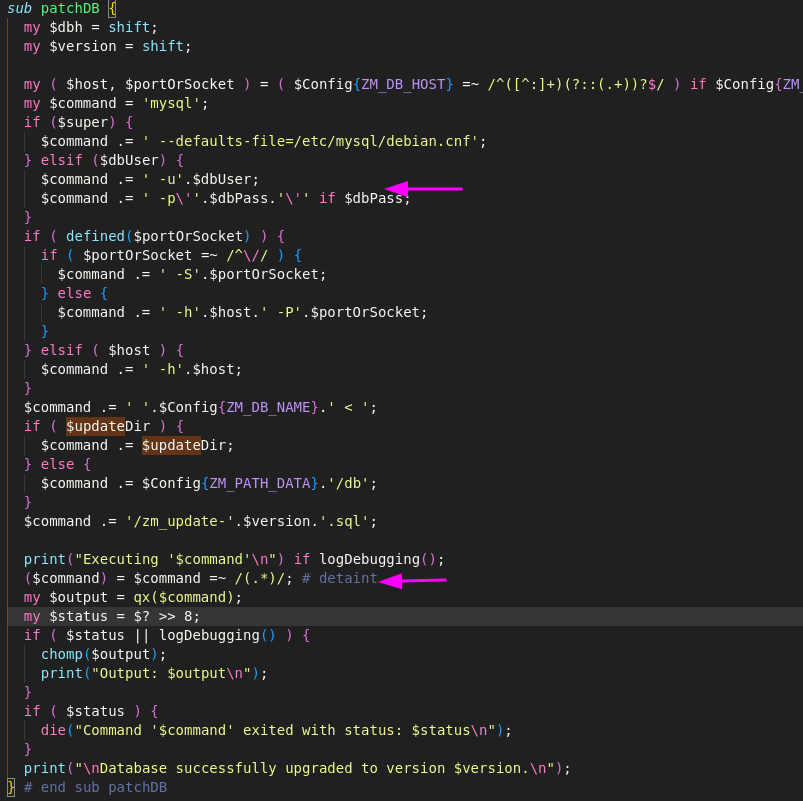 sub patchDB {
my $dbh = shift;
my $version = shift;
my ( $host, $portOrSocket ) = ( $Config{ZM_DB_HOST} =~ /^([^:]+)(?::(.+))?$/ ) if $Config{ZM_
my $command = 'mysql';
if ($super) {
$command .= ' --defaults-file=/etc/mysql/debian.cnf';
} elsif ($dbUser) {
$command .= ' -u'.$dbUser;
$command .= ' -p\''.$dbPass.'\'' if $dbPass;
}
if ( defined($portOrSocket) ) {
if ( $portOrSocket =~ /^\// ) {
$command .= ' -S'.$portOrSocket;
} else {
$command .= ' -h'.$host.' -P'.$portOrSocket;
}
} elsif ( $host ) {
$command .= ' -h'.$host;
}
$command .= ' '.$Config{ZM_DB_NAME}.' < ';
if ( $updateDir ) {
$command .= $updateDir;
} else {
$command .= $Config{ZM_PATH_DATA}.'/db';
}
$command .= '/zm_update-'.$version.'.sql';
print("Executing '$command'\n") if logDebugging();
($command) = $command =~ /(.*)/; # detaint
my $output = qx($command);
my $status = $? >> 8;
if ( $status || logDebugging() ) {
chomp($output);
print("Output: $output\n");
}
if ( $status ) {
die("Command '$command' exited with status: $status\n");
}
print("\nDatabase successfully upgraded to version $version.\n");
} # end sub patchDB